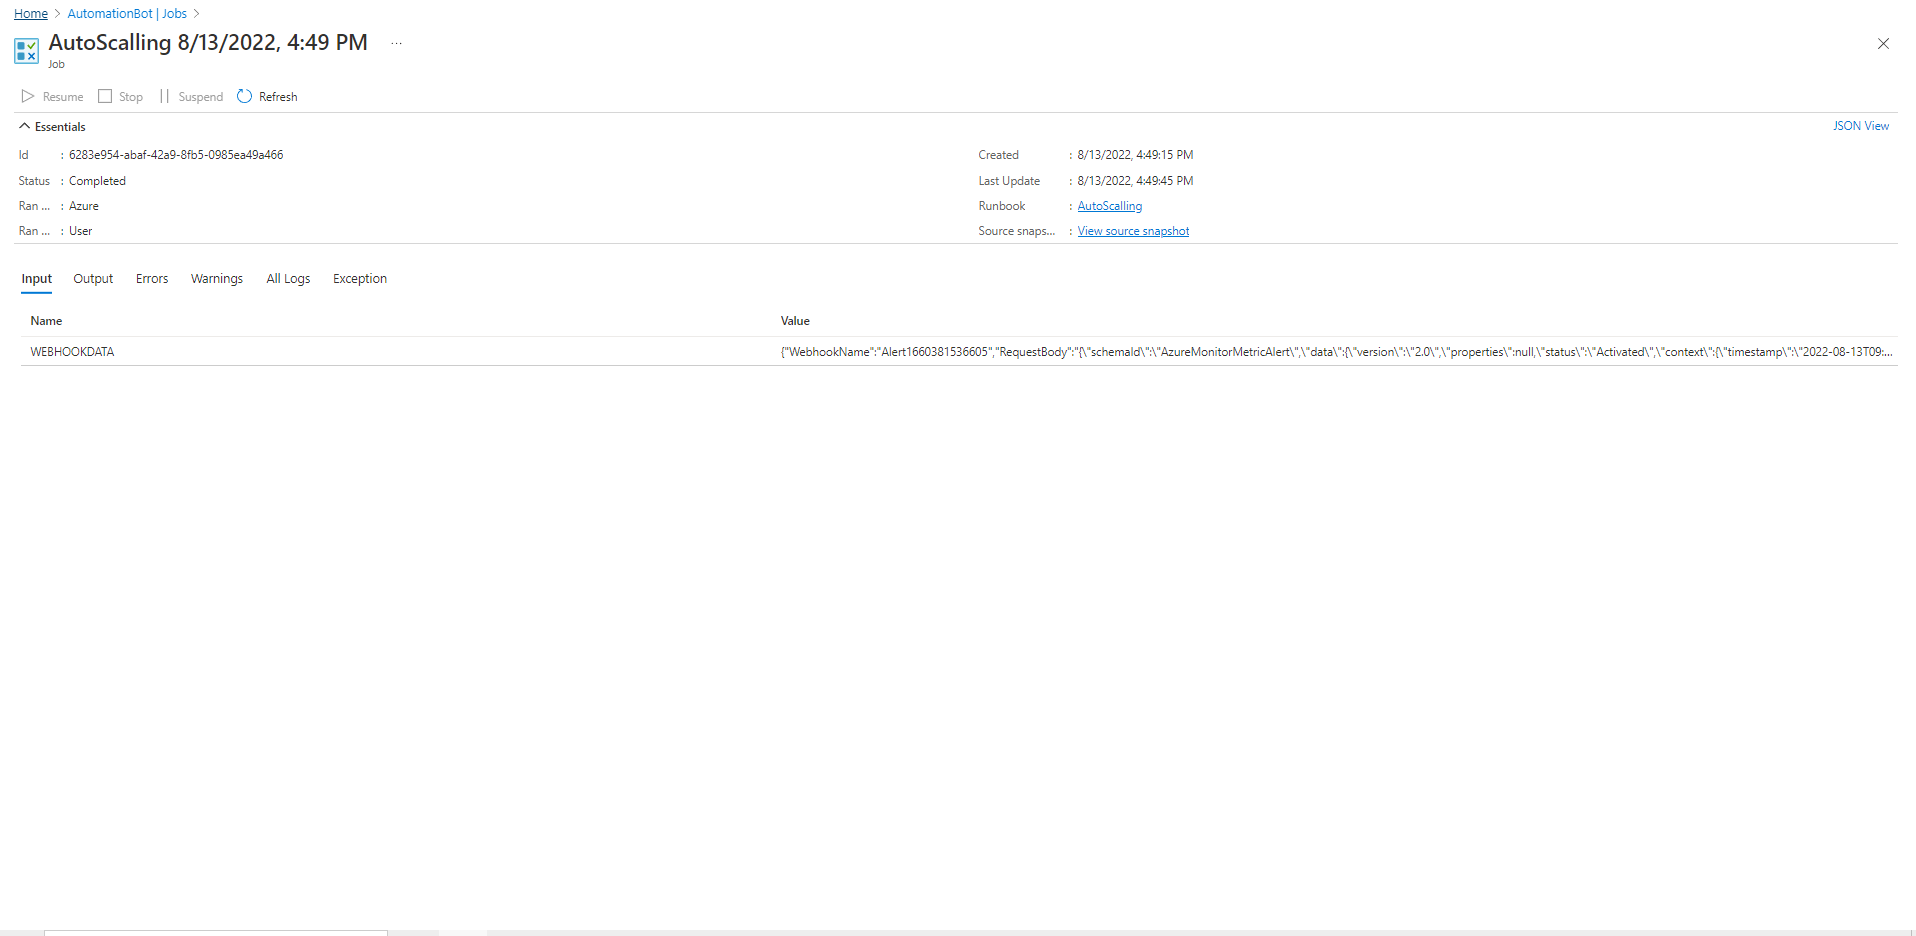 Home > AutomationBot | Jobs >
AutoScalling 8/13/2022, 4:49 PM ...
Job
Resume Stop Suspend Refresh
Essentials JSON View
Id : 6283e954-abaf-42a9-8fb5-0985ea49a466 Created : 8/13/2022, 4:49:15 PM
Status : Completed Last Update : 8/13/2022, 4:49:45 PM
Ran ... : Azure Runbook : AutoScalling
Ran ... : User Source snaps... : View source snapshot
Input Output Errors Warnings All Logs Exception
Name Value
WEBHOOKDATA {"WebhookName":"Alert1660381536605","RequestBody":"{\"schemaId\":\"AzureMonitorMetricAlert\",\"data\":{\"version\":\"2.0\",\"properties\":null,\"status\":\"Activated\",\"context\":{\"timestamp\":\"2022-08-13T09:...